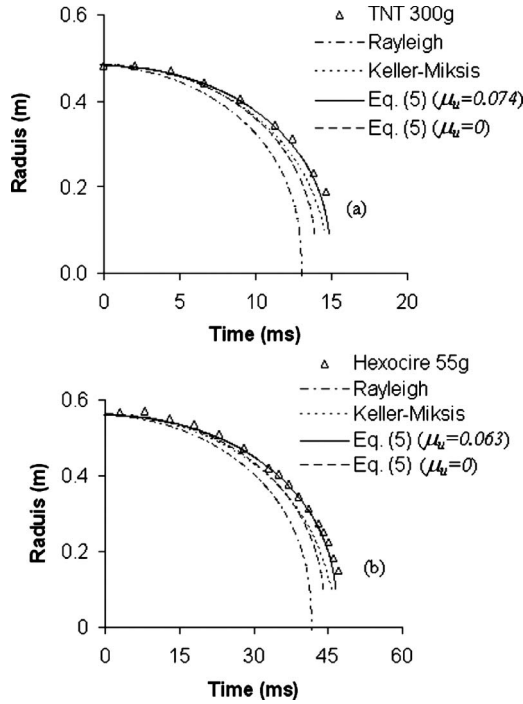 TNT 300g
Rayleigh
Keller-Miksis
Eq. (5) (μu=0.074)
Eq. (5) (μu=0)
Raduis (m)
0.6
0.4
0.2
0.0
(a)
0 5 10 15 20
Time (ms)
Hexocire 55g
Rayleigh
Keller-Miksis
Eq. (5) (μu=0.063)
Eq. (5) (μu=0)
Raduis (m)
0.6
0.4
0.2
0
(b)
0 15 30 45 60
Time (ms)